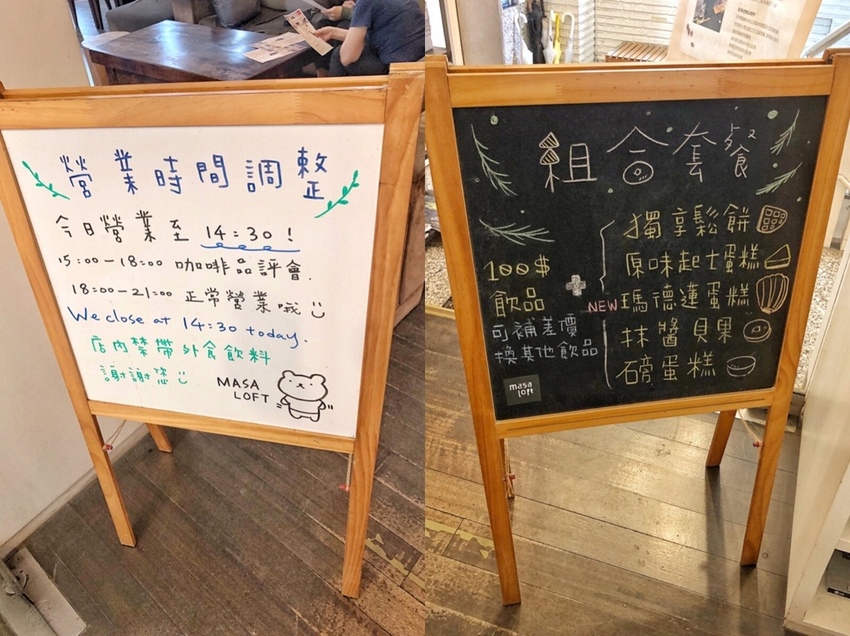 營業時間調整
今日營業至 14:30!
15:00-18:00 咖啡品評會.
18:00-21:00 正常營業哦
We close at 14:30 today.
店內禁帶外食飲料
謝謝您
MASA
LOFT
組合套餐
100$
飲品
可補差價
換其他飲品
+
獨享鬆餅
原味起士蛋糕
NEW瑪德蓮蛋糕
抹醬貝果
磅蛋糕
masa
loft